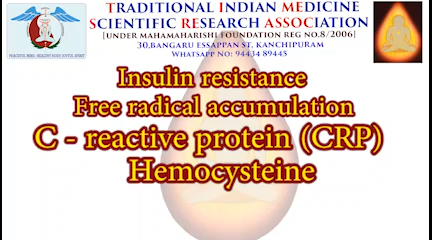 TRADITIONAL INDIAN MEDICINE
SCIENTIFIC RESEARCH ASSOCIATION
[UNDER MAHAMAHARISHI FOUNDATION REG NO.8/2006]
30,BANGARU ESSAPPAN ST, KANCHIPURAM
WHATSAPP NO: 94434 89445
Insulin resistance
Free radical accumulation
C - reactive protein (CRP)
Hemocysteine